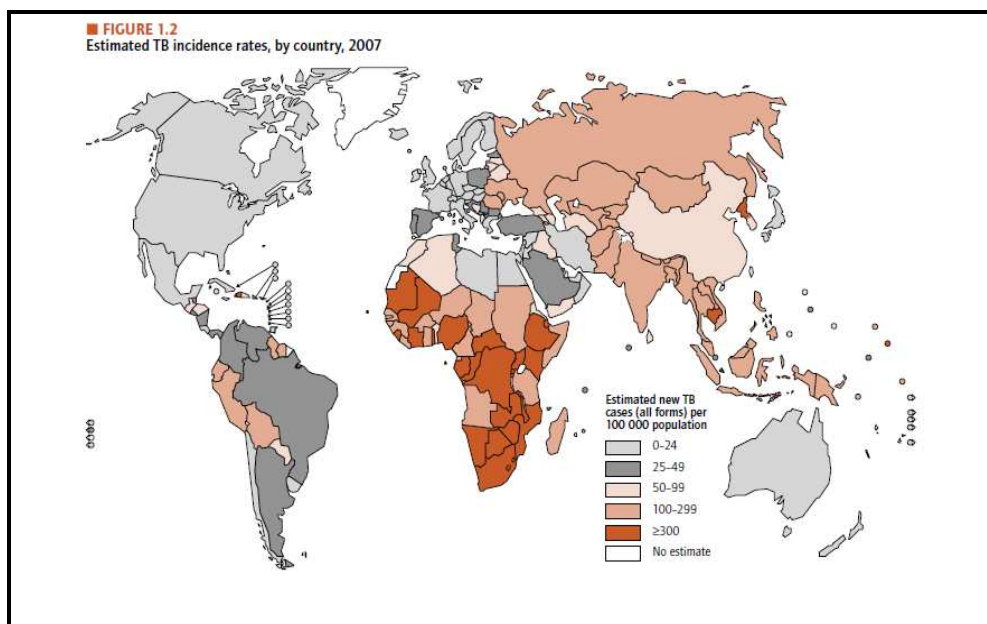 FIGURE 1.2
Estimated TB incidence rates, by country, 2007
Estimated new TB
cases (all forms) per
100 000 population
0–24
25–49
50–99
100–299
≥300
No estimate